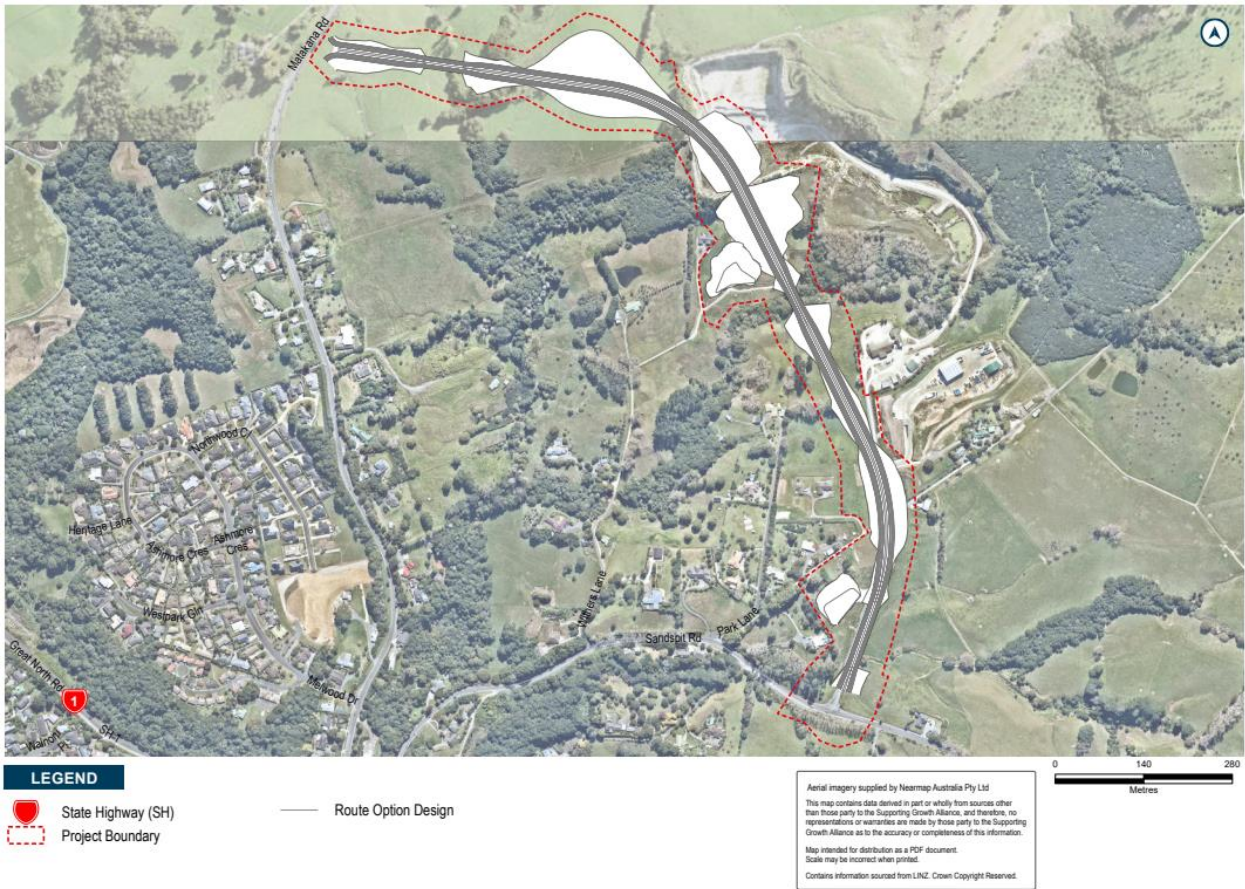 Matakana Rd
Northwood Cl
Heritage Lane
Ashmore Cres
Ashmore
Cres
Westpark Gln
Melwood Dr
Great North Rd
1
SH-1
Walnort
Pl
Withers Lane
Sandspit Rd
Park Lane
LEGEND
State Highway (SH)
Project Boundary
Route Option Design
Aerial imagery supplied by Nearmap Australia Pty Ltd
This map contains data derived in part or wholly from sources other
than those party to the Supporting Growth Alliance, and therefore, no
representations or warranties are made by those party to the Supporting
Growth Alliance as to the accuracy or completeness of this information.
Map intended for distribution as a PDF document.
Scale may be incorrect when printed.
Contains information sourced from LINZ. Crown Copyright Reserved.
0 140 280
Metres